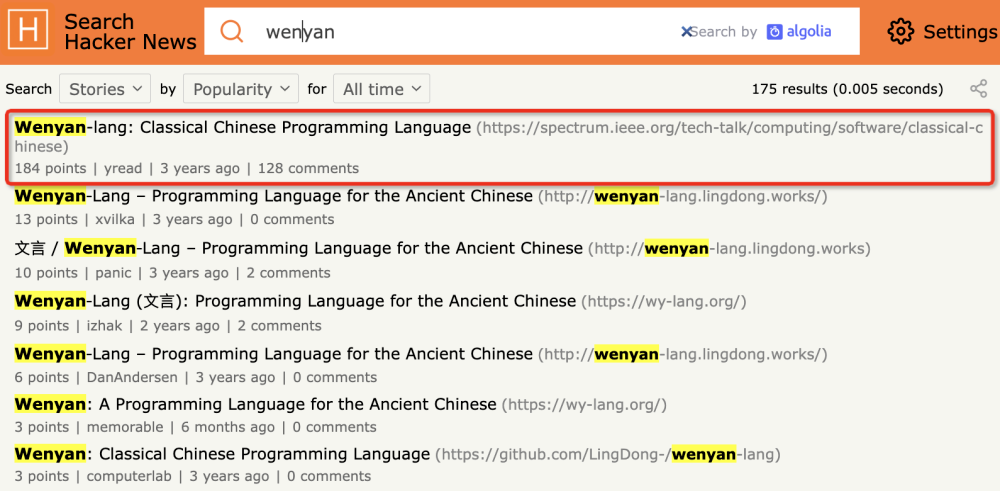 H
Search
Hacker News
wenyan
Search by algolia
Settings
Search Stories by Popularity for All time 175 results (0.005 seconds)
Wenyan-lang: Classical Chinese Programming Language (https://spectrum.ieee.org/tech-talk/computing/software/classical-c
hinese)
184 points | yread | 3 years ago | 128 comments
Wenyan-Lang – Programming Language for the Ancient Chinese (http://wenyan-lang.lingdong.works/)
13 points | xvilka | 3 years ago | 0 comments
文言 / Wenyan-Lang – Programming Language for the Ancient Chinese (http://wenyan-lang.lingdong.works)
10 points | panic | 3 years ago | 2 comments
Wenyan-Lang (文言): Programming Language for the Ancient Chinese (https://wy-lang.org/)
9 points | izhak | 2 years ago | 2 comments
Wenyan-Lang – Programming Language for the Ancient Chinese (http://wenyan-lang.lingdong.works/)
6 points | DanAndersen | 3 years ago | 0 comments
Wenyan: A Programming Language for the Ancient Chinese (https://wy-lang.org/)
3 points | memorable | 6 months ago | 0 comments
Wenyan: Classical Chinese Programming Language (https://github.com/LingDong-/wenyan-lang)
3 points | computerlab | 3 years ago | 0 comments